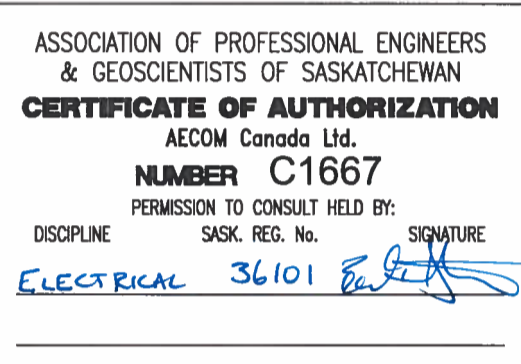 ASSOCIATION OF PROFESSIONAL ENGINEERS
& GEOSCIENTISTS OF SASKATCHEWAN
CERTIFICATE OF AUTHORIZATION
AECOM Canada Ltd.
NUMBER C1667
PERMISSION TO CONSULT HELD BY:
DISCIPLINE SASK. REG. No. SIGNATURE
ELECTRICAL 36101